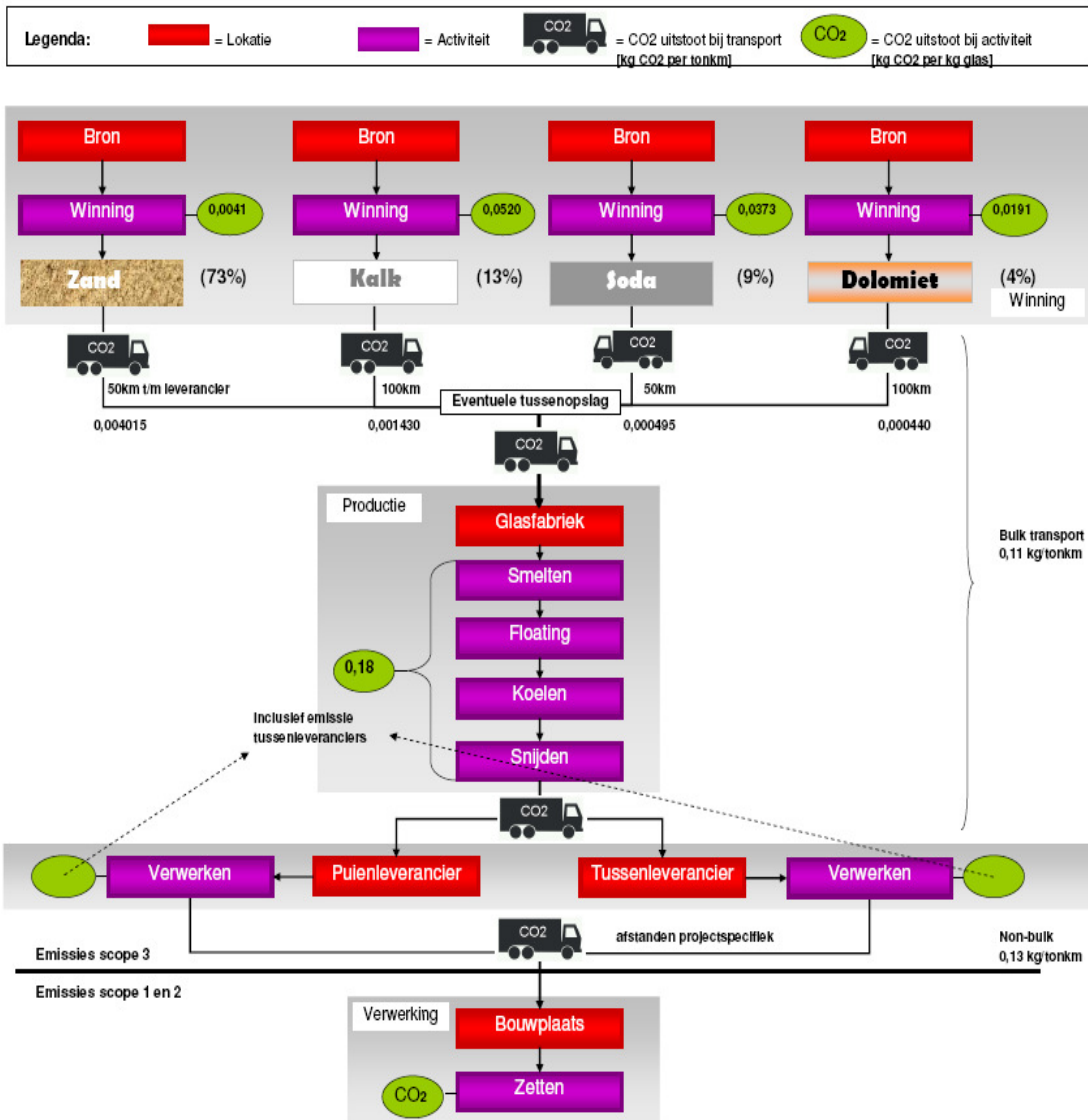 Legenda:
= Lokatie
= Activiteit
CO2
= CO2 uitstoot bij transport
[kg CO2 per tonkm]
CO2
= CO2 uitstoot bij activiteit
[kg CO2 per kg glas]
Bron
Bron
Bron
Bron
Winning
0,0041
Winning
0,0520
Winning
0,0373
Winning
0,0191
Zand
(73%)
Kalk
(13%)
Soda
(9%)
Dolomiet
(4%)
Winning
CO2
CO2
CO2
CO2
50km t/m leverancier
100km
50km
100km
Eventuele tussenopslag
0,004015
0,001430
0,000495
0,000440
CO2
Productie
Glasfabriek
Smelten
Floating
Koelen
Snijden
0,18
Bulk transport
0,11 kg/tonkm
Inclusief emissie
tussenleveranciers
CO2
Verwerken
Puienleverancier
Tussenleverancier
Verwerken
CO2
afstanden projectspecifiek
Non-bulk
0,13 kg/tonkm
Emissies scope 3
Emissies scope 1 en 2
Verwerking
Bouwplaats
CO2
Zetten